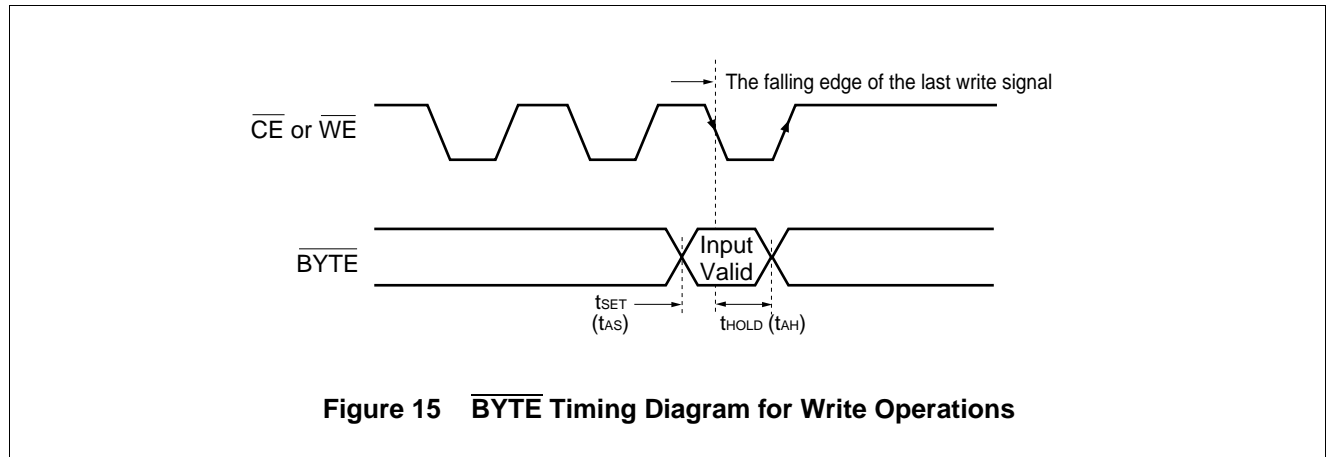 The falling edge of the last write signal
CE or WE
BYTE
Input
Valid
tSET
(tAS)
tHOLD (tAH)
Figure 15 BYTE Timing Diagram for Write Operations